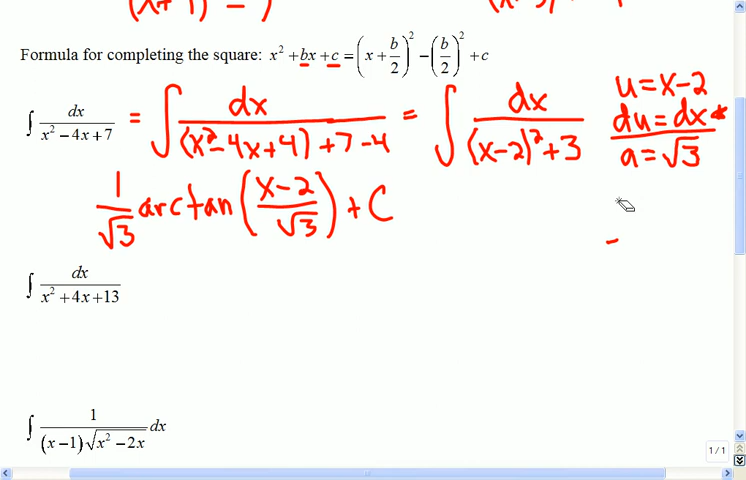 Formula for completing the square: x² + bx + c = (x + b/2)² − (b/2)² + c
∫ dx/(x² − 4x + 7) = ∫ dx/((x² − 4x + 4) + 7 − 4) = ∫ dx/((x − 2)² + 3)
u = x − 2
du = dx
a = √3
1/√3 arctan((x − 2)/√3) + C
∫ dx/(x² + 4x + 13)
∫ 1/((x − 1)√(x² − 2x)) dx
1/1